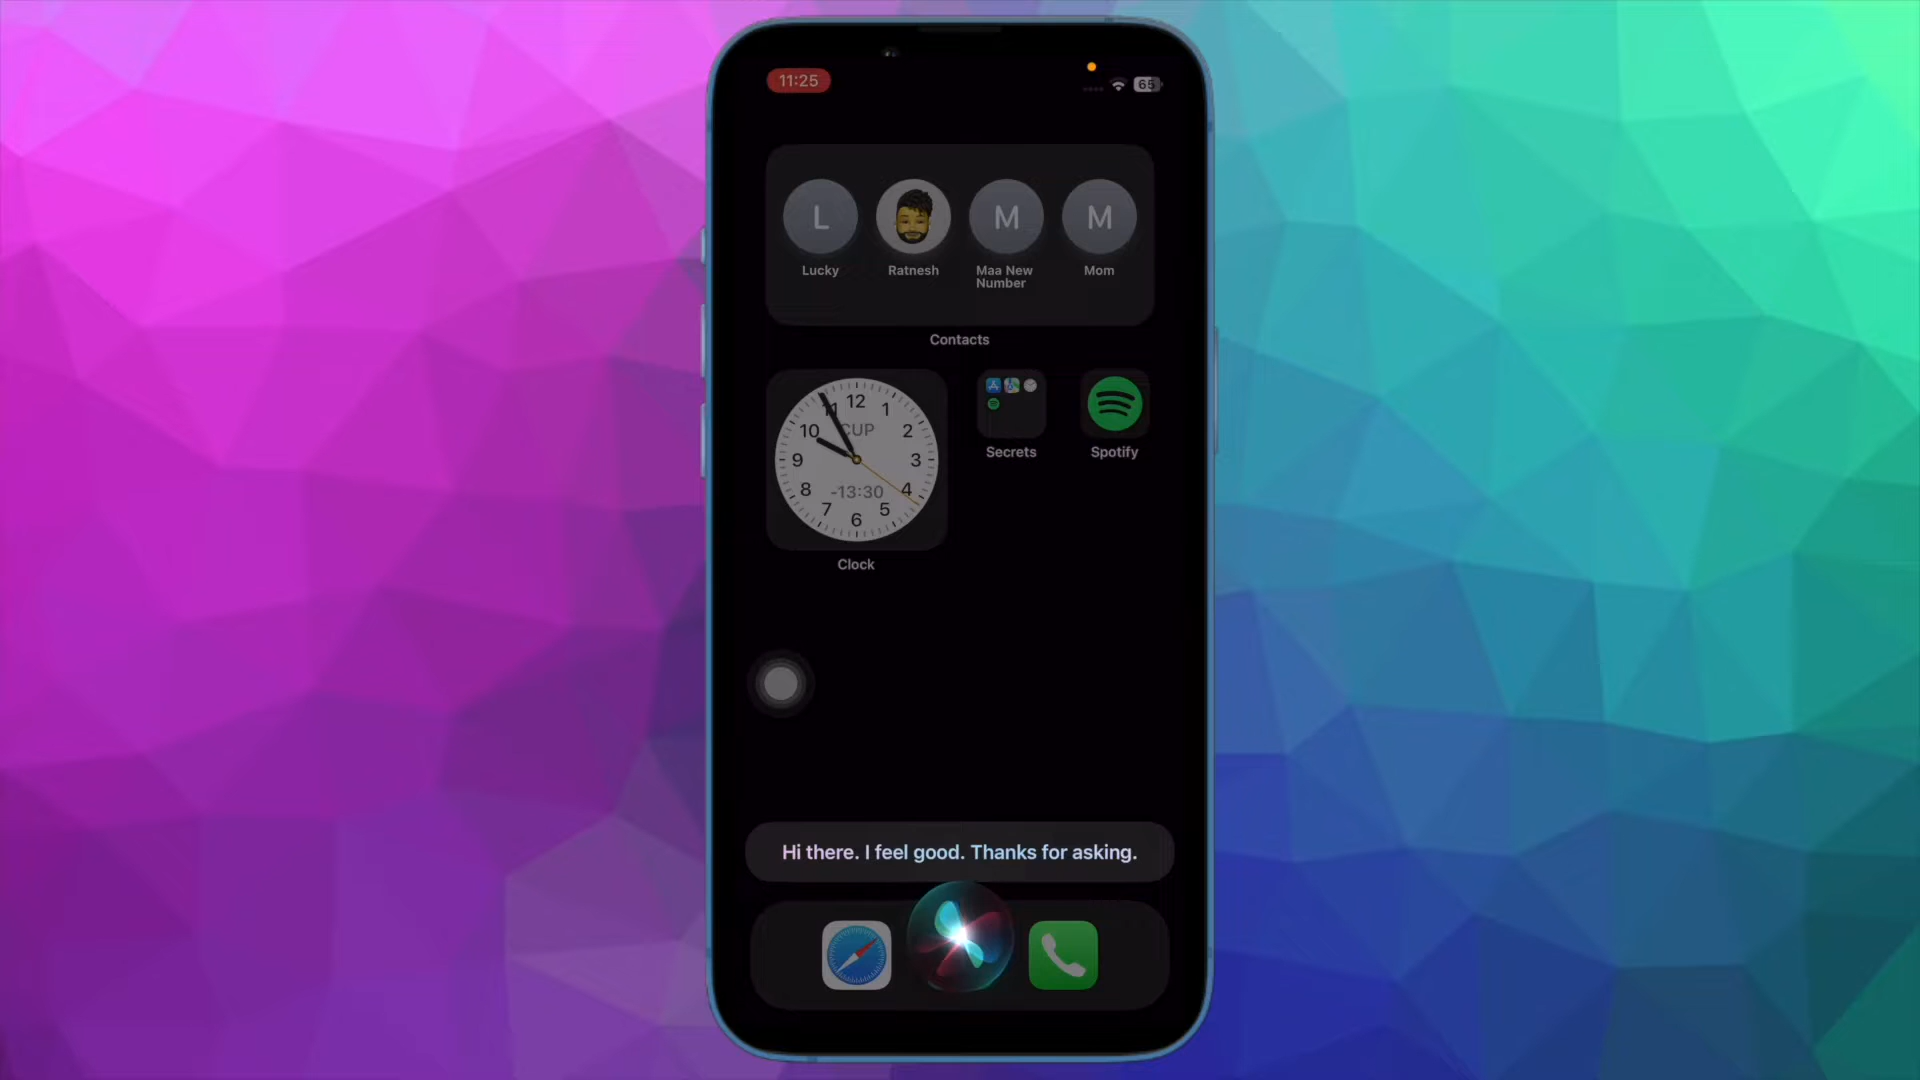 11:25
65
L
M
M
Lucky
Ratnesh
Maa New
Number
Mom
Contacts
12
11
1
10
CUP
2
9
3
8
-13:30
4
7
5
6
Secrets
Spotify
Clock
Hi there. I feel good. Thanks for asking.